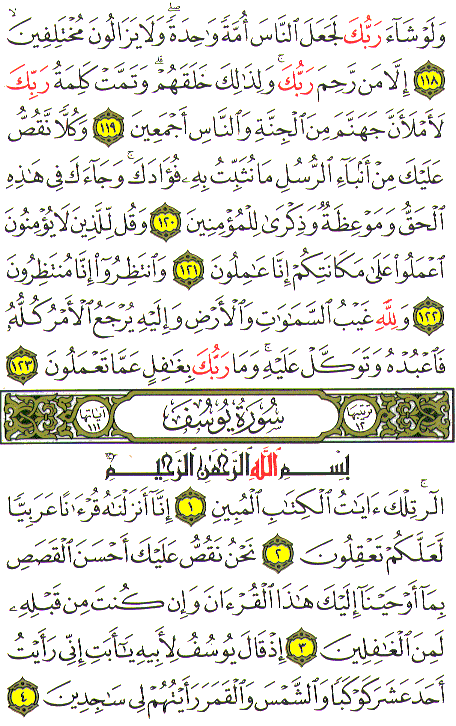 وَلَوْ شَآءَ رَبُّكَ لَجَعَلَ ٱلنَّاسَ أُمَّةً وَٰحِدَةً ۖ وَلَا يَزَالُونَ مُخْتَلِفِينَ
١١٨ إِلَّا مَن رَّحِمَ رَبُّكَ ۚ وَلِذَٰلِكَ خَلَقَهُمْ ۗ وَتَمَّتْ كَلِمَةُ رَبِّكَ
لَأَمْلَأَنَّ جَهَنَّمَ مِنَ ٱلْجِنَّةِ وَٱلنَّاسِ أَجْمَعِينَ ١١٩ وَكُلًّا نَّقُصُّ
عَلَيْكَ مِنْ أَنۢبَآءِ ٱلرُّسُلِ مَا نُثَبِّتُ بِهِۦ فُؤَادَكَ ۚ وَجَآءَكَ فِى هَٰذِهِ
ٱلْحَقُّ وَمَوْعِظَةٌ وَذِكْرَىٰ لِلْمُؤْمِنِينَ ١٢٠ وَقُل لِّلَّذِينَ لَا يُؤْمِنُونَ
ٱعْمَلُوا۟ عَلَىٰ مَكَانَتِكُمْ إِنَّا عَٰمِلُونَ ١٢١ وَٱنتَظِرُوٓا۟ إِنَّا مُنتَظِرُونَ
١٢٢ وَلِلَّهِ غَيْبُ ٱلسَّمَٰوَٰتِ وَٱلْأَرْضِ وَإِلَيْهِ يُرْجَعُ ٱلْأَمْرُ كُلُّهُۥ
فَٱعْبُدْهُ وَتَوَكَّلْ عَلَيْهِ ۚ وَمَا رَبُّكَ بِغَٰفِلٍ عَمَّا تَعْمَلُونَ ١٢٣
ترتيبها ١٢ سُورَةُ يُوسُف آياتها ١١١
بِسْمِ ٱللَّهِ ٱلرَّحْمَٰنِ ٱلرَّحِيمِ
الٓر ۚ تِلْكَ ءَايَٰتُ ٱلْكِتَٰبِ ٱلْمُبِينِ ١ إِنَّآ أَنزَلْنَٰهُ قُرْءَٰنًا عَرَبِيًّا
لَّعَلَّكُمْ تَعْقِلُونَ ٢ نَحْنُ نَقُصُّ عَلَيْكَ أَحْسَنَ ٱلْقَصَصِ
بِمَآ أَوْحَيْنَآ إِلَيْكَ هَٰذَا ٱلْقُرْءَانَ وَإِن كُنتَ مِن قَبْلِهِۦ
لَمِنَ ٱلْغَٰفِلِينَ ٣ إِذْ قَالَ يُوسُفُ لِأَبِيهِ يَٰٓأَبَتِ إِنِّى رَأَيْتُ
أَحَدَ عَشَرَ كَوْكَبًا وَٱلشَّمْسَ وَٱلْقَمَرَ رَأَيْتُهُمْ لِى سَٰجِدِينَ ٤